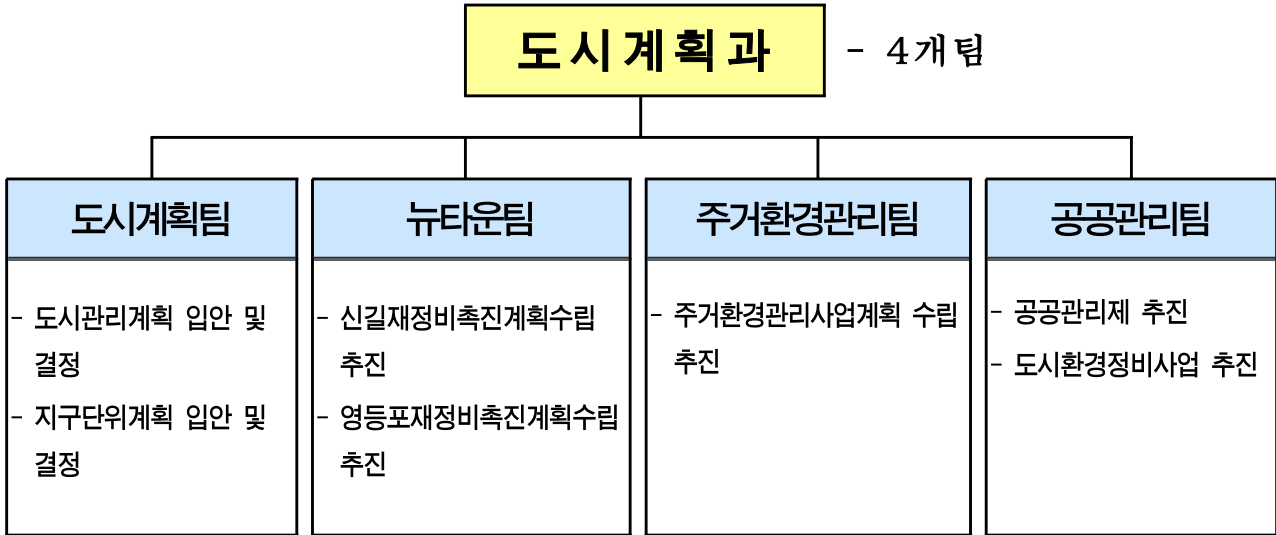 도시계획과 - 4개팀
도시계획팀
- 도시관리계획 입안 및
결정
- 지구단위계획 입안 및
결정
뉴타운팀
- 신길재정비촉진계획수립
추진
- 영등포재정비촉진계획수립
추진
주거환경관리팀
- 주거환경관리사업계획 수립
추진
공공관리팀
- 공공관리제 추진
- 도시환경정비사업 추진